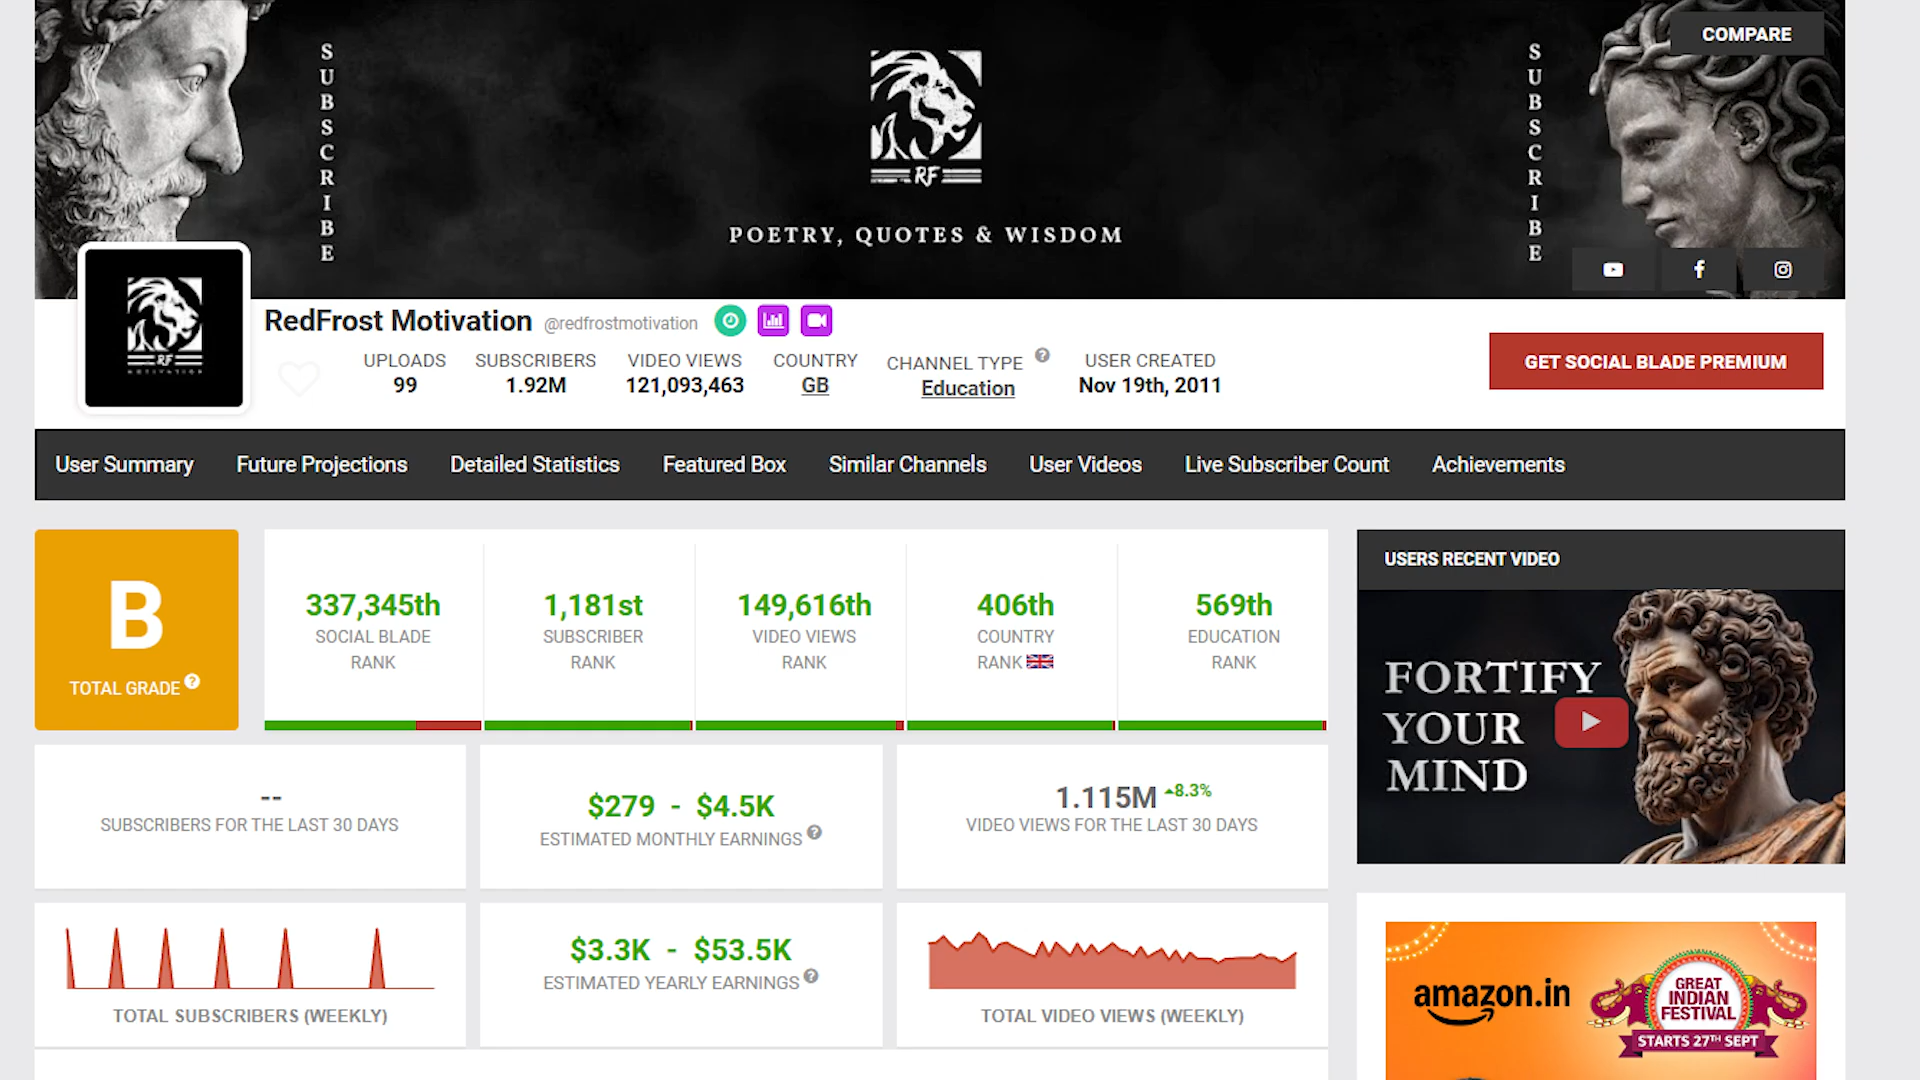 COMPARE
SUBSCRIBE
SUBSCRIBE
RF
POETRY, QUOTES & WISDOM
RF
MOTIVATION
RedFrost Motivation @redfrostmotivation
UPLOADS
99
SUBSCRIBERS
1.92M
VIDEO VIEWS
121,093,463
COUNTRY
GB
CHANNEL TYPE ?
Education
USER CREATED
Nov 19th, 2011
GET SOCIAL BLADE PREMIUM
User Summary Future Projections Detailed Statistics Featured Box Similar Channels User Videos Live Subscriber Count Achievements
B
TOTAL GRADE ?
337,345th
SOCIAL BLADE
RANK
1,181st
SUBSCRIBER
RANK
149,616th
VIDEO VIEWS
RANK
406th
COUNTRY
RANK
569th
EDUCATION
RANK
USERS RECENT VIDEO
FORTIFY
YOUR
MIND
--
SUBSCRIBERS FOR THE LAST 30 DAYS
$279 - $4.5K
ESTIMATED MONTHLY EARNINGS ?
1.115M 8.3%
VIDEO VIEWS FOR THE LAST 30 DAYS
TOTAL SUBSCRIBERS (WEEKLY)
$3.3K - $53.5K
ESTIMATED YEARLY EARNINGS ?
TOTAL VIDEO VIEWS (WEEKLY)
amazon.in
GREAT
INDIAN
FESTIVAL
STARTS 27TH SEPT